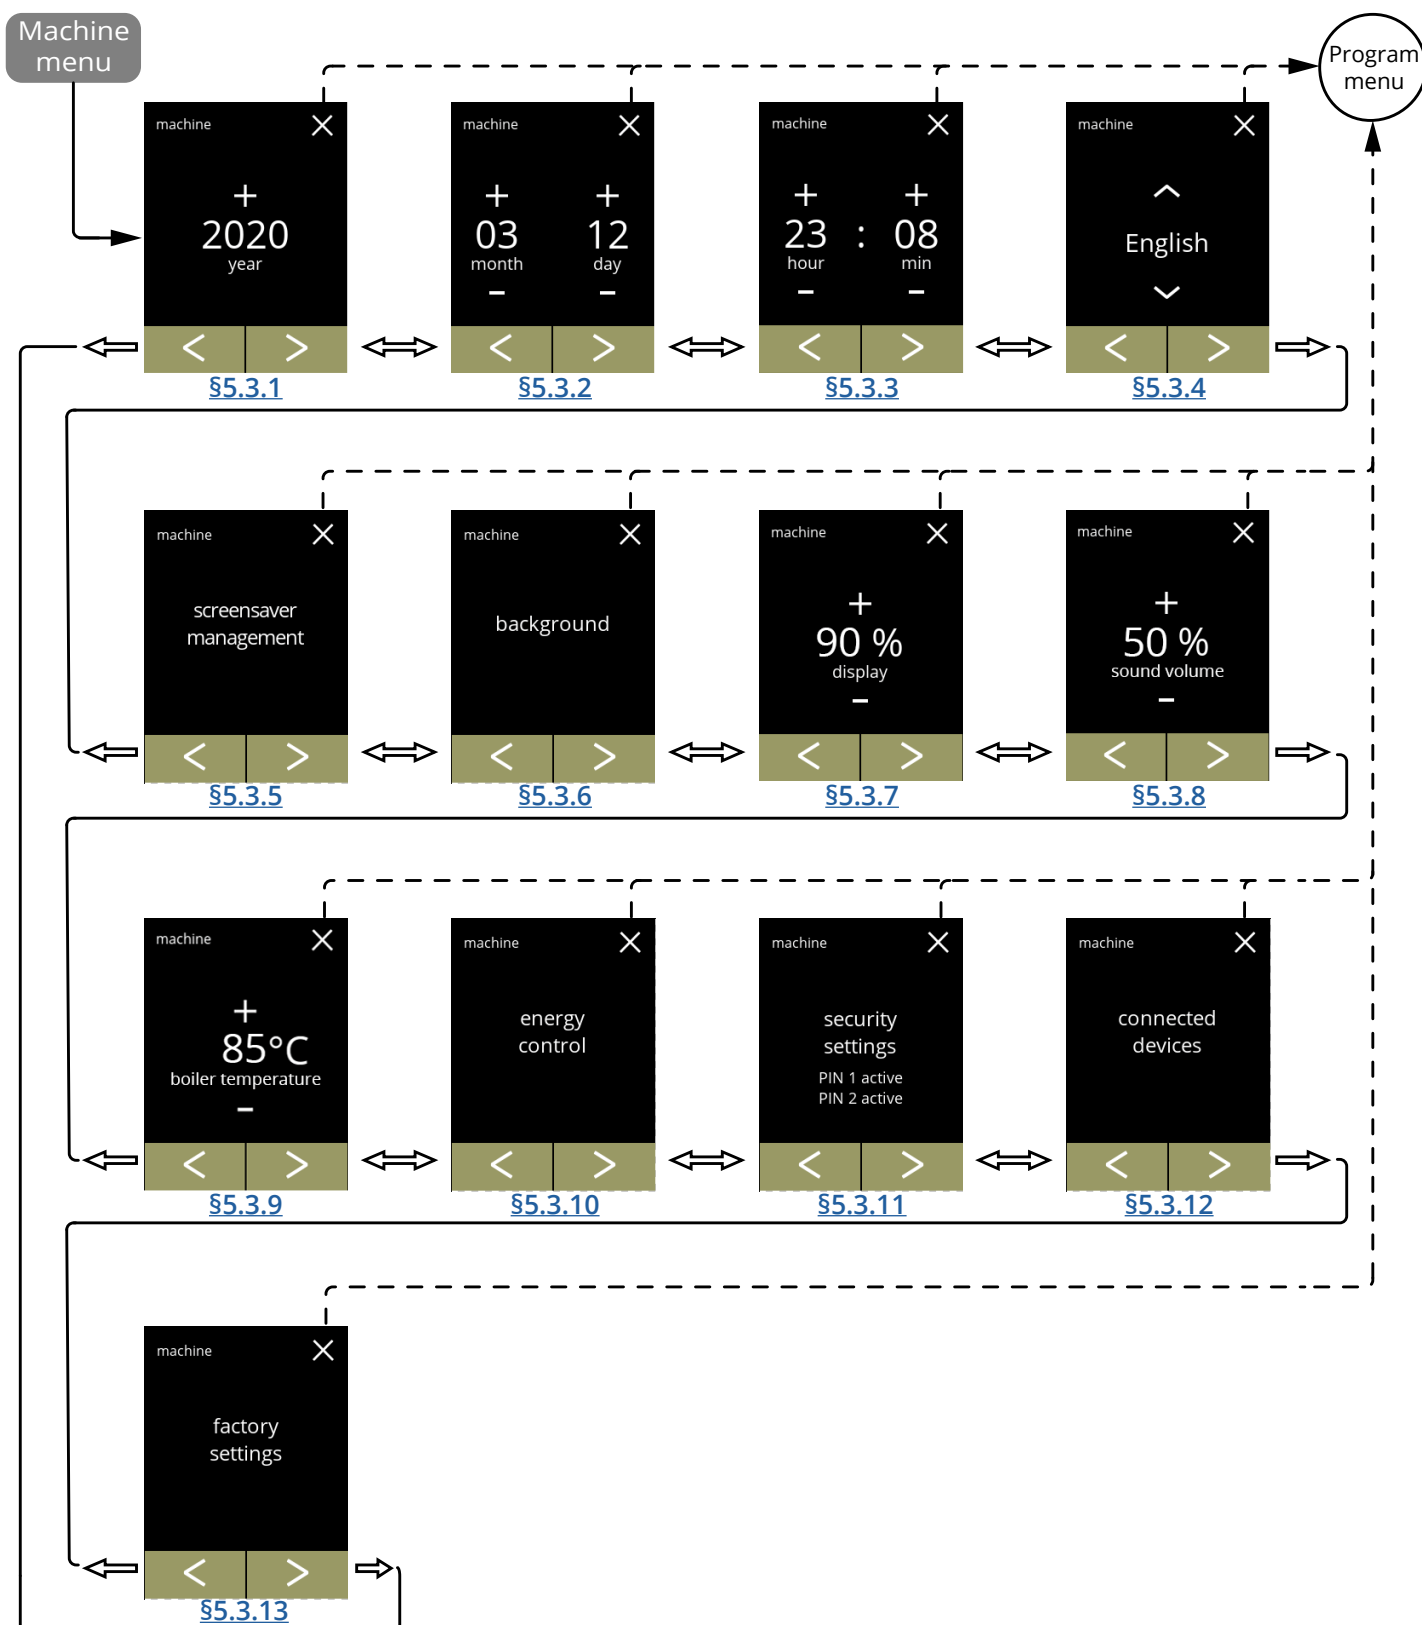 Machine
menu
Program
menu
machine
+
2020
year
< >
§5.3.1
machine
+ +
03 12
month day
- -
< >
§5.3.2
machine
+ +
23 : 08
hour min
- -
< >
§5.3.3
machine
English
< >
§5.3.4
machine
screensaver
management
< >
§5.3.5
machine
background
< >
§5.3.6
machine
+
90 %
display
-
< >
§5.3.7
machine
+
50 %
sound volume
-
< >
§5.3.8
machine
+
85°C
boiler temperature
-
< >
§5.3.9
machine
energy
control
< >
§5.3.10
machine
security
settings
PIN 1 active
PIN 2 active
< >
§5.3.11
machine
connected
devices
< >
§5.3.12
machine
factory
settings
< >
§5.3.13